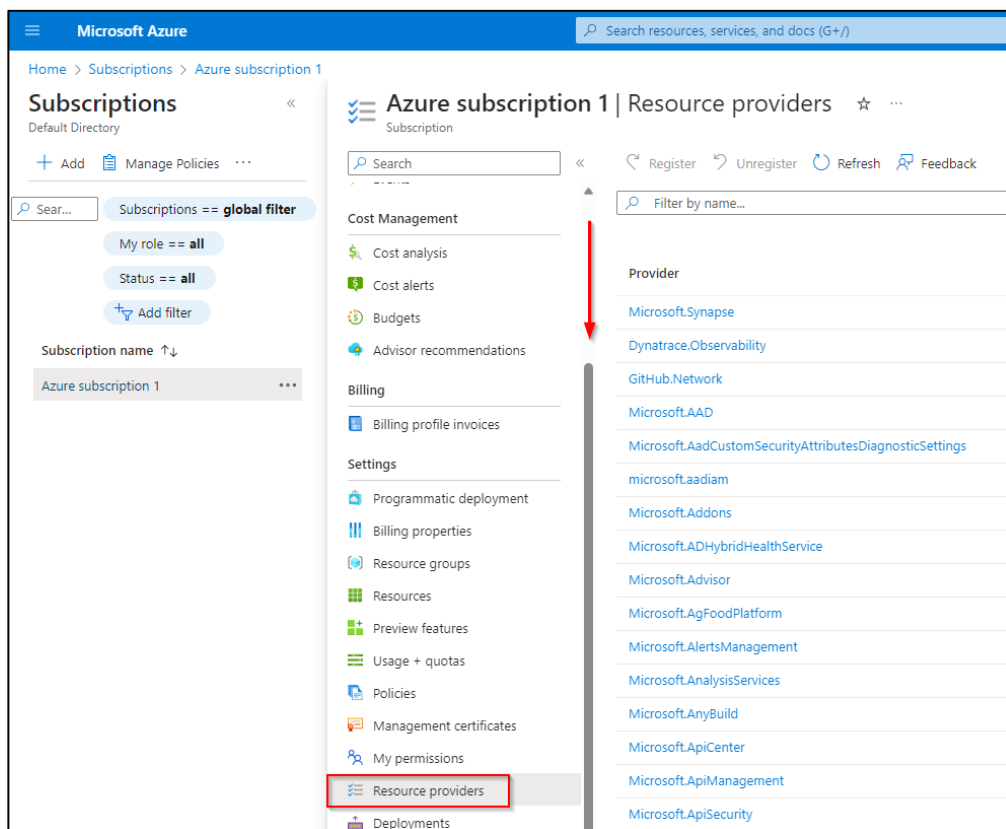 Microsoft Azure
Search resources, services, and docs (G+/)
Home > Subscriptions > Azure subscription 1
Subscriptions «
Default Directory
+ Add Manage Policies ···
Sear...
Subscriptions == global filter
My role == all
Status == all
Add filter
Subscription name ↑↓
Azure subscription 1 ···
Azure subscription 1 | Resource providers ☆ ···
Subscription
Search «
Cost Management
Cost analysis
Cost alerts
Budgets
Advisor recommendations
Billing
Billing profile invoices
Settings
Programmatic deployment
Billing properties
Resource groups
Resources
Preview features
Usage + quotas
Policies
Management certificates
My permissions
Resource providers
Deployments
Register Unregister Refresh Feedback
Filter by name...
Provider
Microsoft.Synapse
Dynatrace.Observability
GitHub.Network
Microsoft.AAD
Microsoft.AadCustomSecurityAttributesDiagnosticSettings
microsoft.aadiam
Microsoft.Addons
Microsoft.ADHybridHealthService
Microsoft.Advisor
Microsoft.AgFoodPlatform
Microsoft.AlertsManagement
Microsoft.AnalysisServices
Microsoft.AnyBuild
Microsoft.ApiCenter
Microsoft.ApiManagement
Microsoft.ApiSecurity